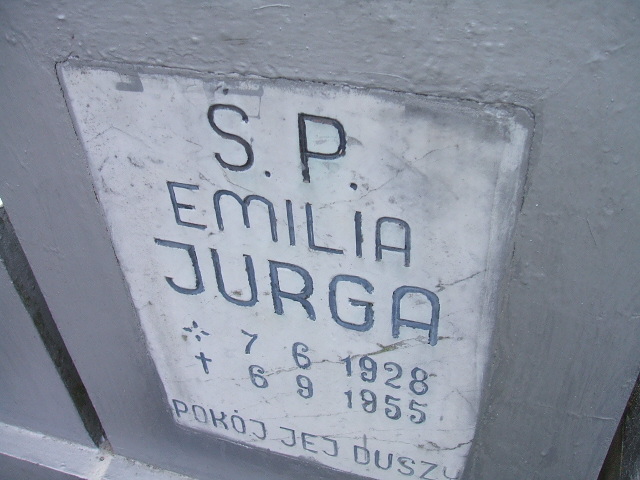 S. P.
EMILIA
JURGA
* 7 6 1928
† 6 9 1955
POKÓJ JEJ DUSZY